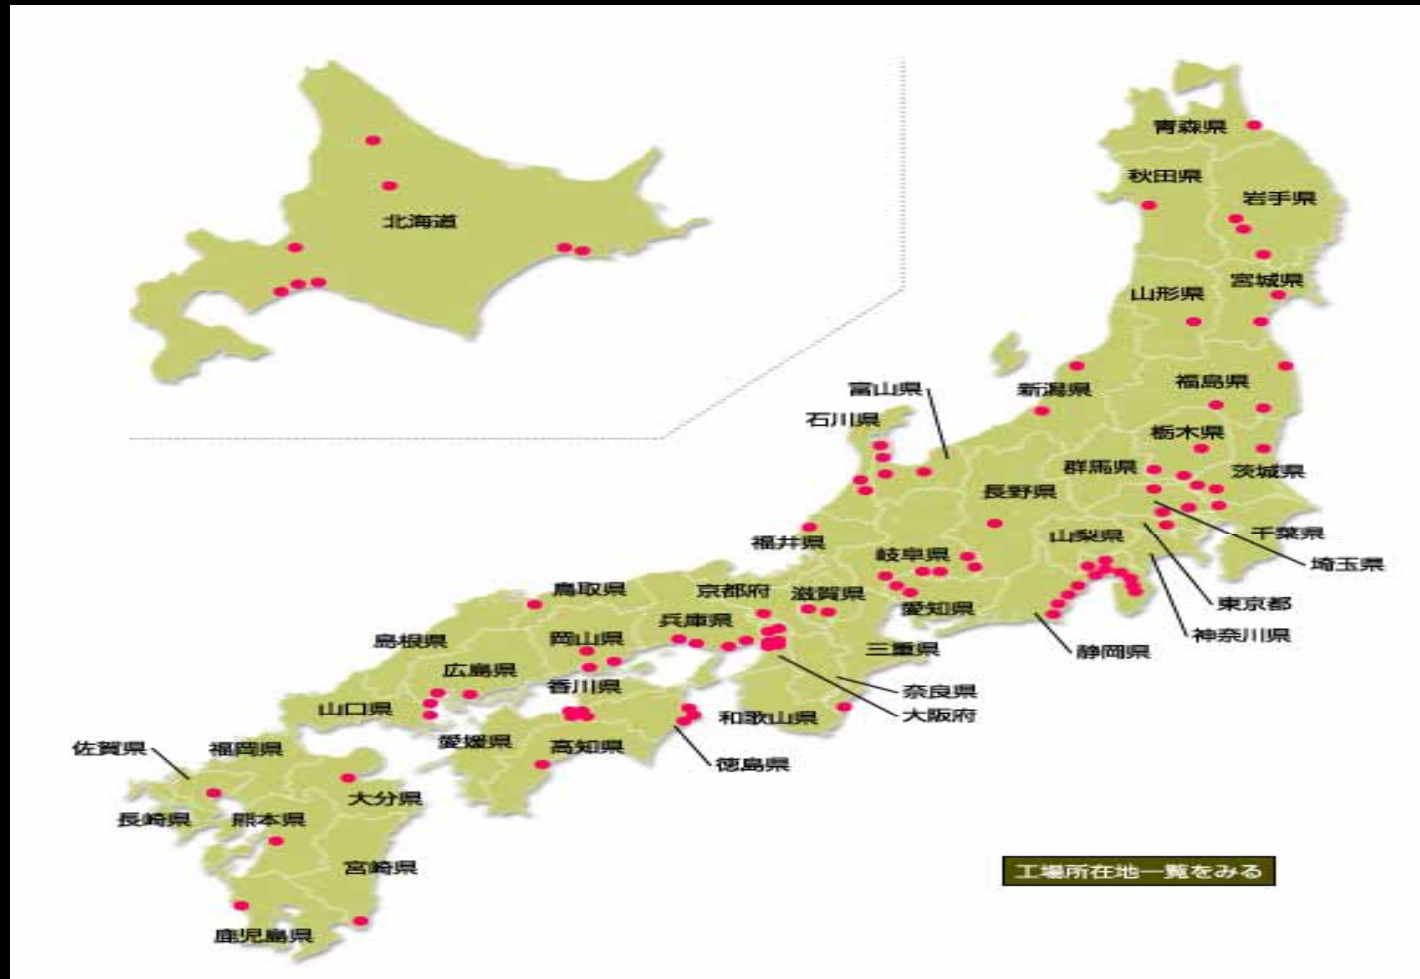 青森県
秋田県
岩手県
北海道
宮城県
山形県
富山県
新潟県
福島県
石川県
栃木県
群馬県
茨城県
長野県
千葉県
山梨県
福井県
岐阜県
埼玉県
鳥取県
京都府
滋賀県
愛知県
東京都
兵庫県
神奈川県
島根県
岡山県
三重県
静岡県
広島県
香川県
奈良県
山口県
和歌山県
大阪府
愛媛県
高知県
佐賀県
福岡県
徳島県
大分県
長崎県
熊本県
宮崎県
工場所在地一覧をみる
鹿児島県